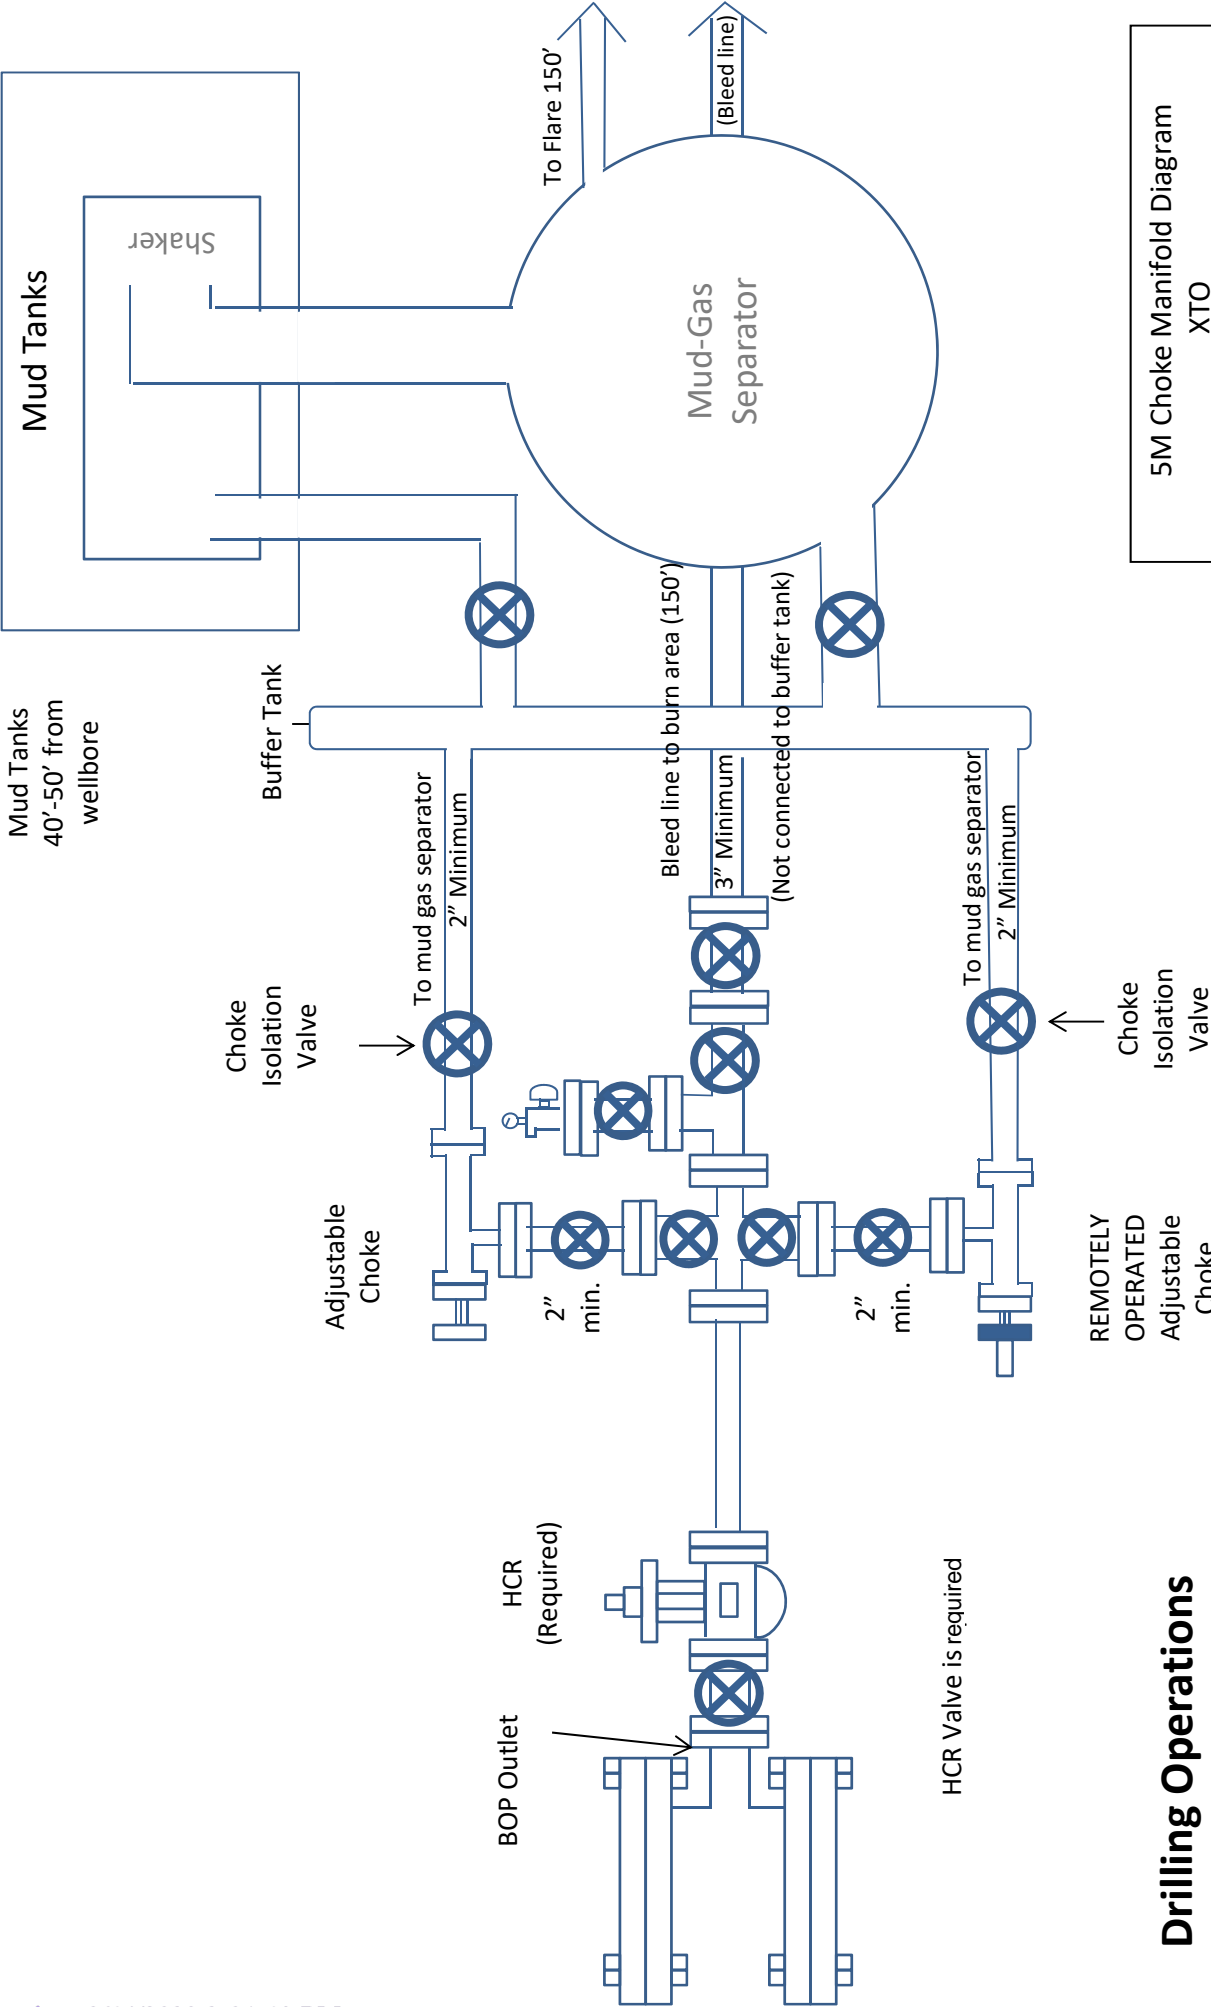 Mud Tanks
40’-50’ from
wellbore
Mud Tanks
Shaker
Buffer Tank
Choke
Isolation
Valve
Adjustable
Choke
To mud gas separator
2” Minimum
To Flare 150’
(Bleed line)
Mud-Gas
Separator
Bleed line to burn area (150’)
3” Minimum
(Not connected to buffer tank)
2”
min.
2”
min.
HCR
(Required)
BOP Outlet
To mud gas separator
2” Minimum
HCR Valve is required
REMOTELY
OPERATED
Adjustable
Choke
Choke
Isolation
Valve
Drilling Operations
5M Choke Manifold Diagram
XTO